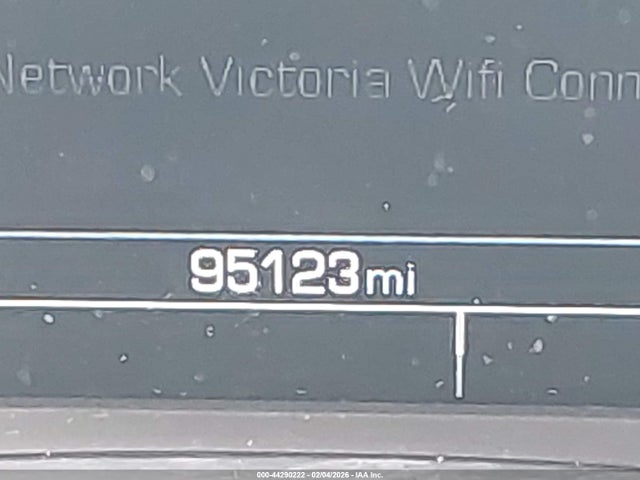 Network Victoria Wifi Conn
95123mi
000-44290222 - 02/04/2026 - IAA Inc.